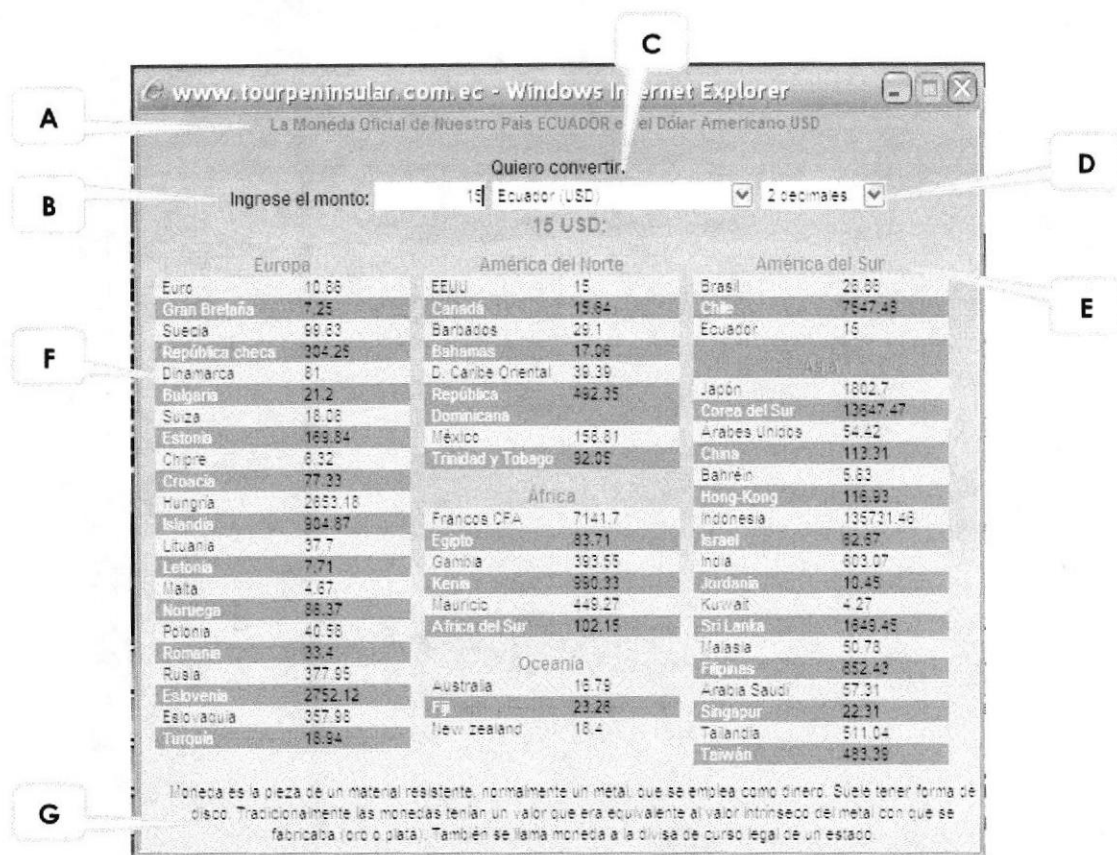 C
www.tourpeninsular.com.ec - Windows Internet Explorer
A
La Moneda Oficial de Nuestro País ECUADOR es el Dólar Americano USD
Quiero convertir.
D
B
Ingrese el monto: 15 Ecuador (USD) 2 decimales
15 USD:
Europa América del Norte América del Sur
E
F
Euro 10.86
Gran Bretaña 7.25
Suecia 99.63
República checa 304.25
Dinamarca 81
Bulgaria 21.2
Suiza 18.08
Estonia 169.84
Chipre 6.32
Croacia 77.33
Hungría 2653.18
Islandia 904.87
Lituania 37.7
Letonia 7.71
Malta 4.67
Noruega 86.37
Polonia 40.58
Romania 33.4
Rusia 377.95
Eslovenia 2752.12
Eslovaquia 357.98
Turquía 18.94
EEUU 15
Canadá 15.64
Barbados 29.1
Bahamas 17.06
D. Caribe Oriental 39.39
República 492.35
Dominicana
México 158.81
Trinidad y Tobago 92.05
África
Francos CFA 7141.7
Egipto 83.71
Gambia 393.55
Kenia 990.33
Mauricio 449.27
Africa del Sur 102.15
Oceanía
Australia 16.79
Fiji 23.26
New zealand 18.4
Brasil 26.86
Chile 7547.48
Ecuador 15
Asia
Japón 1802.7
Corea del Sur 13647.47
Arabes Unidos 54.42
China 113.31
Bahréin 5.63
Hong-Kong 116.93
Indonesia 135731.48
Israel 62.67
India 603.07
Jordania 10.45
Kuwait 4.27
Sri Lanka 1649.45
Malasia 50.78
Filipinas 652.43
Arabia Saudi 57.31
Singapur 22.31
Tailandia 511.04
Taiwán 483.39
G
Moneda es la pieza de un material resistente, normalmente un metal, que se emplea como dinero. Suele tener forma de
disco. Tradicionalmente las monedas tenían un valor que era equivalente al valor intrínseco del metal con que se
fabricaba (oro o plata). También se llama moneda a la divisa de curso legal de un estado.